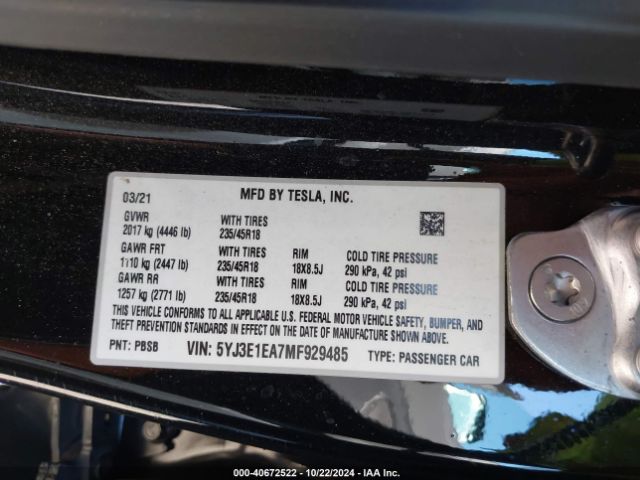 03/21 MFD BY TESLA, INC.
GVWR WITH TIRES
2017 kg (4446 lb) 235/45R18
GAWR FRT WITH TIRES RIM COLD TIRE PRESSURE
1110 kg (2447 lb) 235/45R18 18X8.5J 290 kPa, 42 psi
GAWR RR WITH TIRES RIM COLD TIRE PRESSURE
1257 kg (2771 lb) 235/45R18 18X8.5J 290 kPa, 42 psi
THIS VEHICLE CONFORMS TO ALL APPLICABLE U.S. FEDERAL MOTOR VEHICLE SAFETY, BUMPER, AND
THEFT PREVENTION STANDARDS IN EFFECT ON THE DATE OF MANUFACTURE SHOWN ABOVE.
PNT: PBSB VIN: 5YJ3E1EA7MF929485 TYPE: PASSENGER CAR
000-40672522 - 10/22/2024 - IAA Inc.